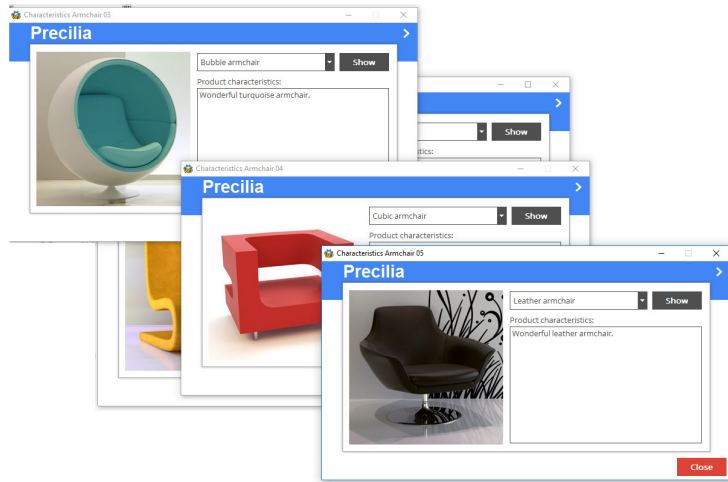 Characteristics Armchair 03
Precilia
Bubble armchair
Show
Product characteristics:
Wonderful turquoise armchair.
Show
stics:
Characteristics Armchair 04
Precilia
Cubic armchair
Show
Product characteristics:
Characteristics Armchair 05
Precilia
Leather armchair
Show
Product characteristics:
Wonderful leather armchair.
Close